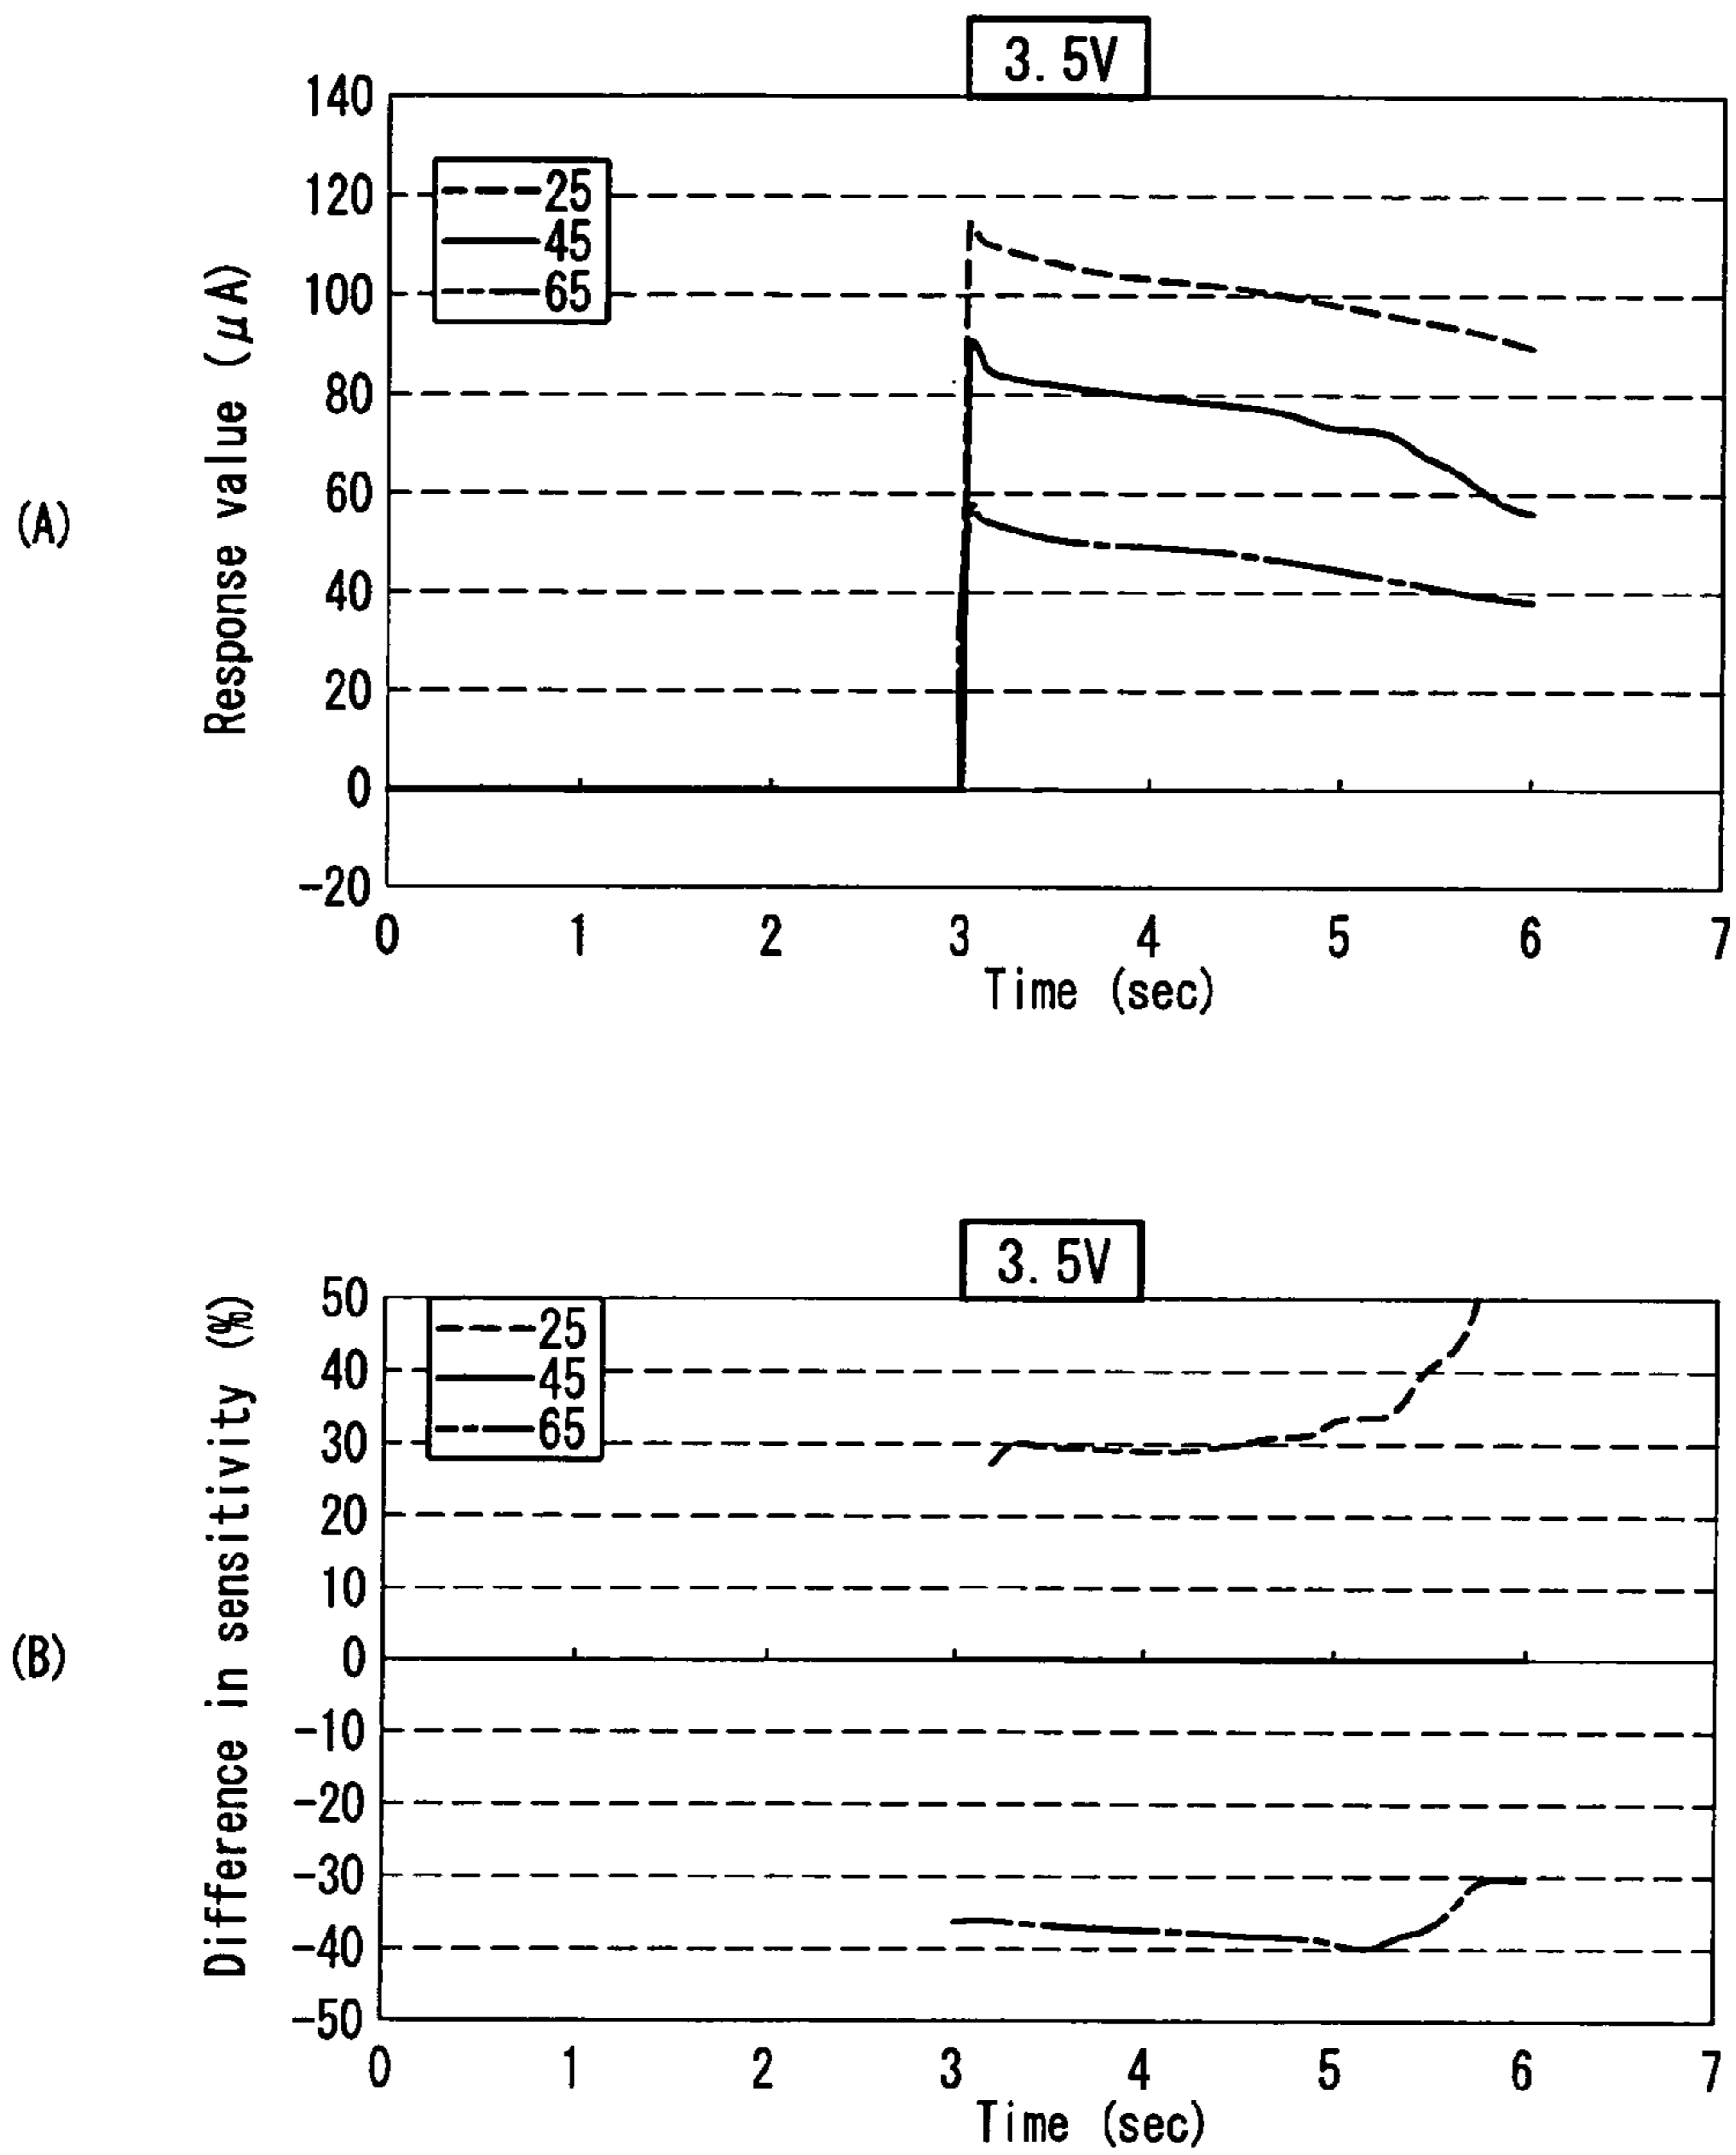 3.5V
140
120
100
80
60
40
20
0
-20
25
45
65
Response value (μA)
(A)
0 1 2 3 4 5 6 7
Time (sec)
3.5V
50
40
30
20
10
0
-10
-20
-30
-40
-50
25
45
65
Difference in sensitivity (%)
(B)
0 1 2 3 4 5 6 7
Time (sec)